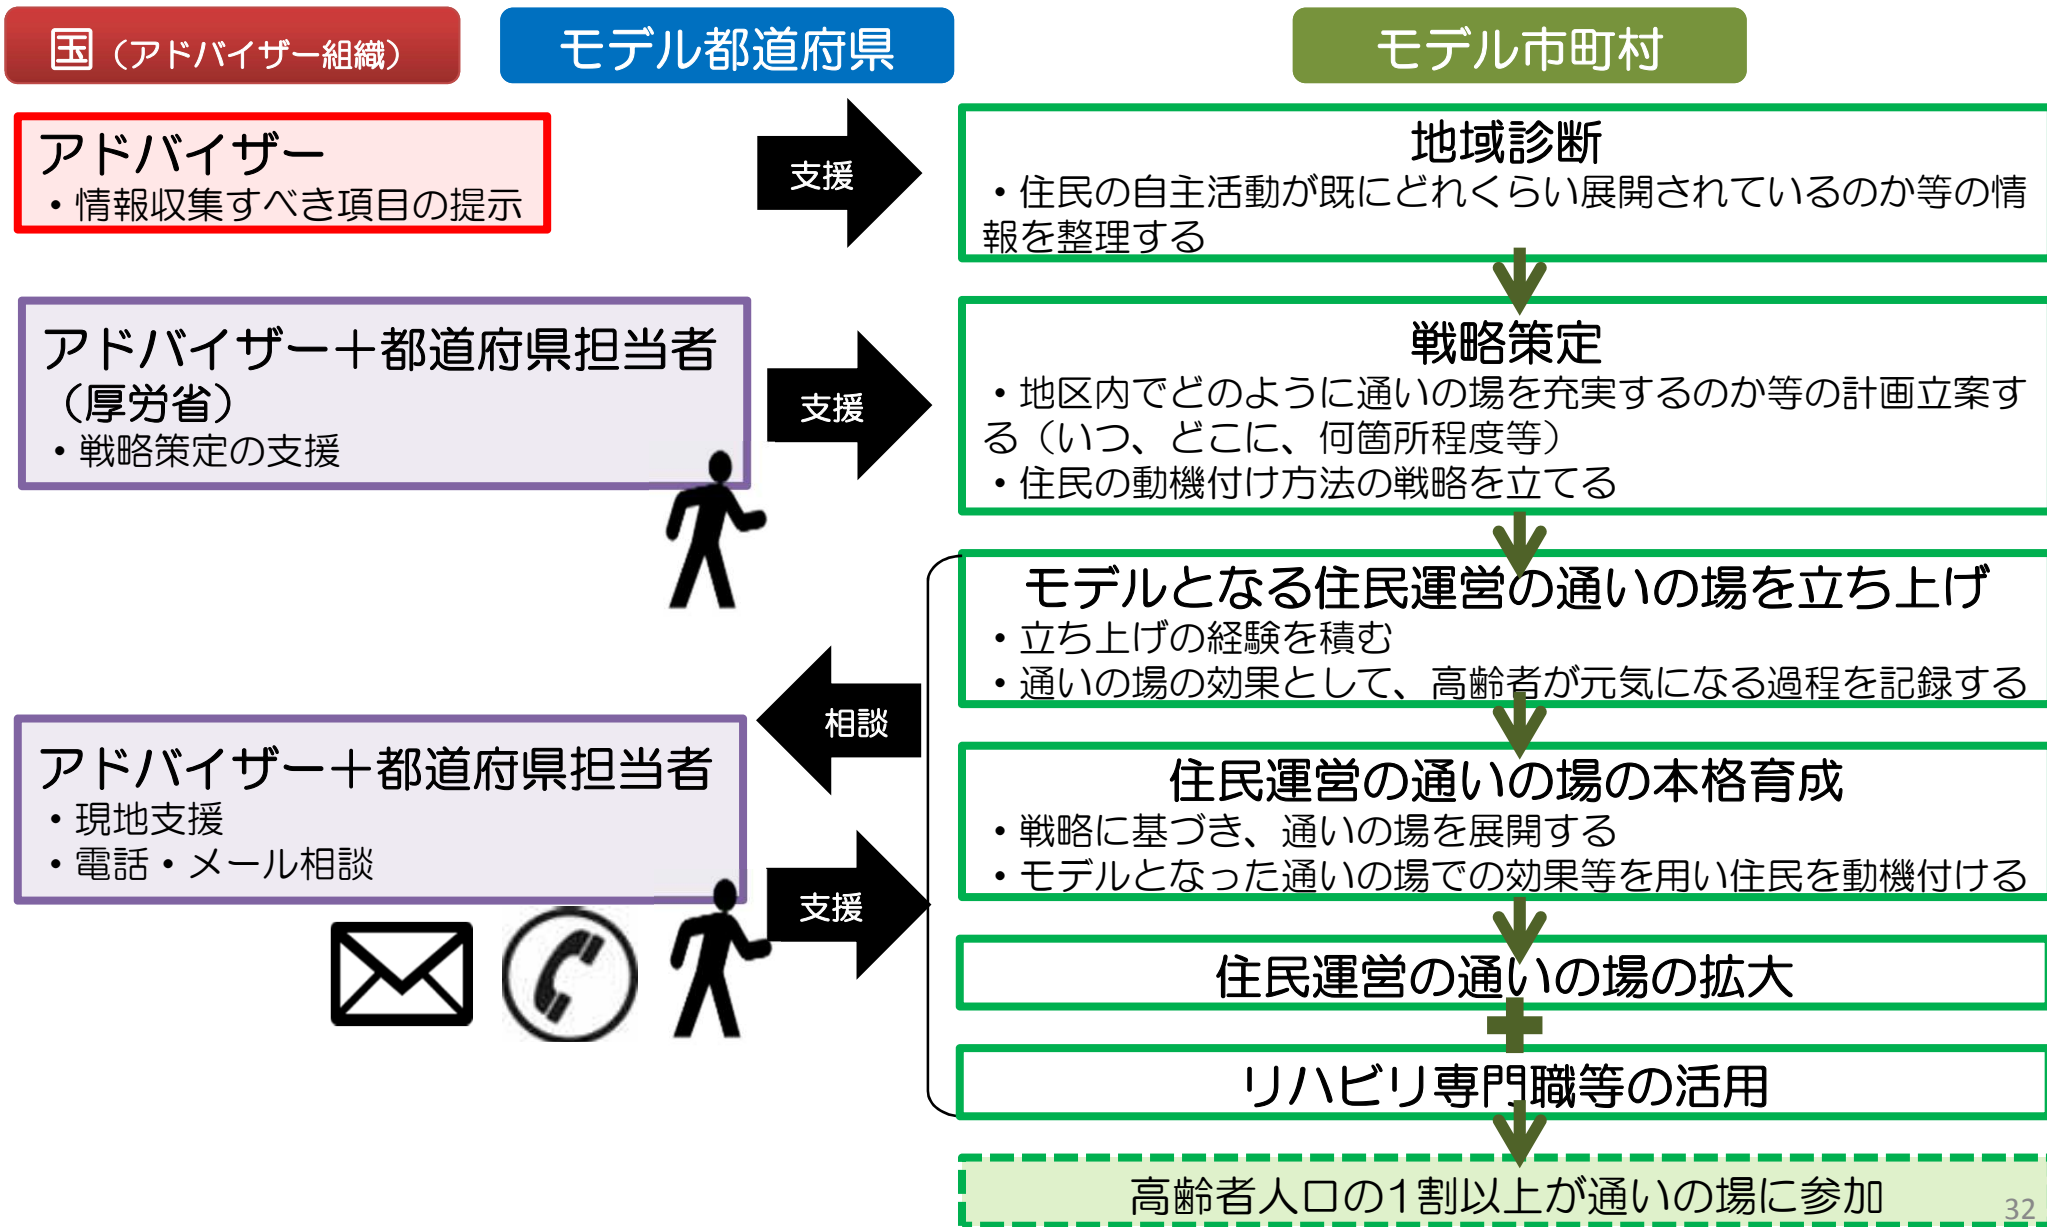 国（アドバイザー組織）
モデル都道府県
モデル市町村
アドバイザー
・情報収集すべき項目の提示
支援
地域診断
・住民の自主活動が既にどれくらい展開されているのか等の情
報を整理する
アドバイザー＋都道府県担当者
（厚労省）
・戦略策定の支援
支援
戦略策定
・地区内でどのように通いの場を充実するのか等の計画立案す
る（いつ、どこに、何箇所程度等）
・住民の動機付け方法の戦略を立てる
モデルとなる住民運営の通いの場を立ち上げ
・立ち上げの経験を積む
・通いの場の効果として、高齢者が元気になる過程を記録する
相談
アドバイザー＋都道府県担当者
・現地支援
・電話・メール相談
支援
住民運営の通いの場の本格育成
・戦略に基づき、通いの場を展開する
・モデルとなった通いの場での効果等を用い住民を動機付ける
住民運営の通いの場の拡大
リハビリ専門職等の活用
高齢者人口の1割以上が通いの場に参加
32